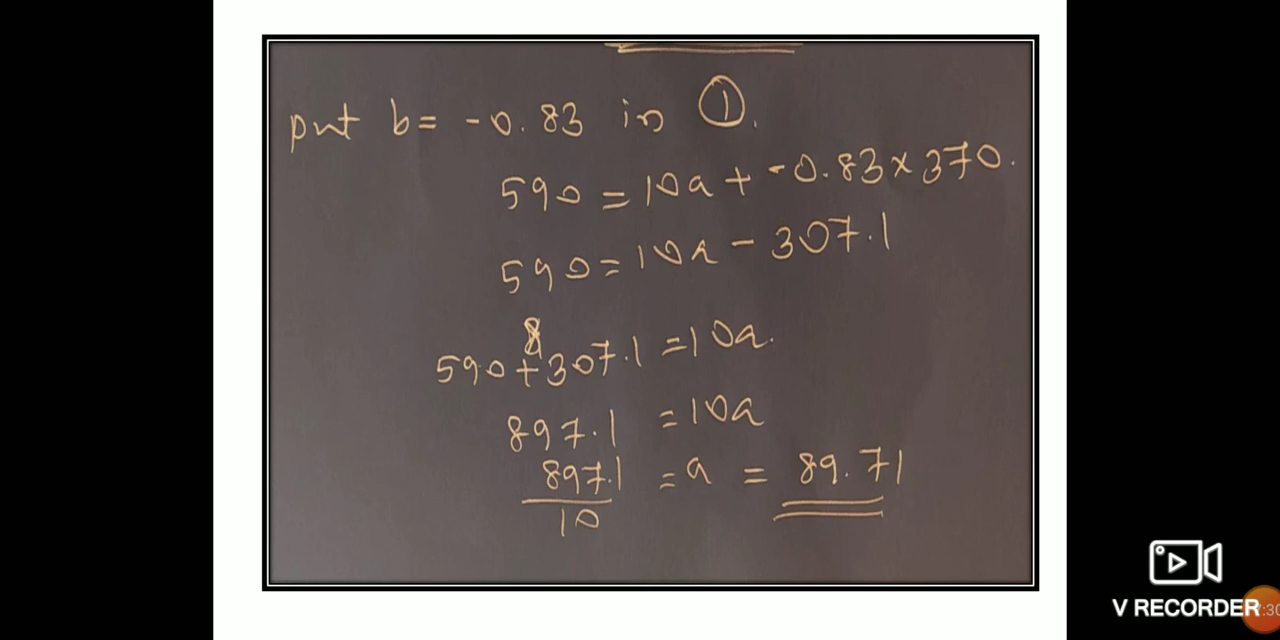 put b= -0.83 in ①.
590 = 10a + -0.83×370.
590 = 10a - 307.1
590 + 307.1 = 10a.
897.1 = 10a
897.1/10 = a = 89.71
V RECORDER